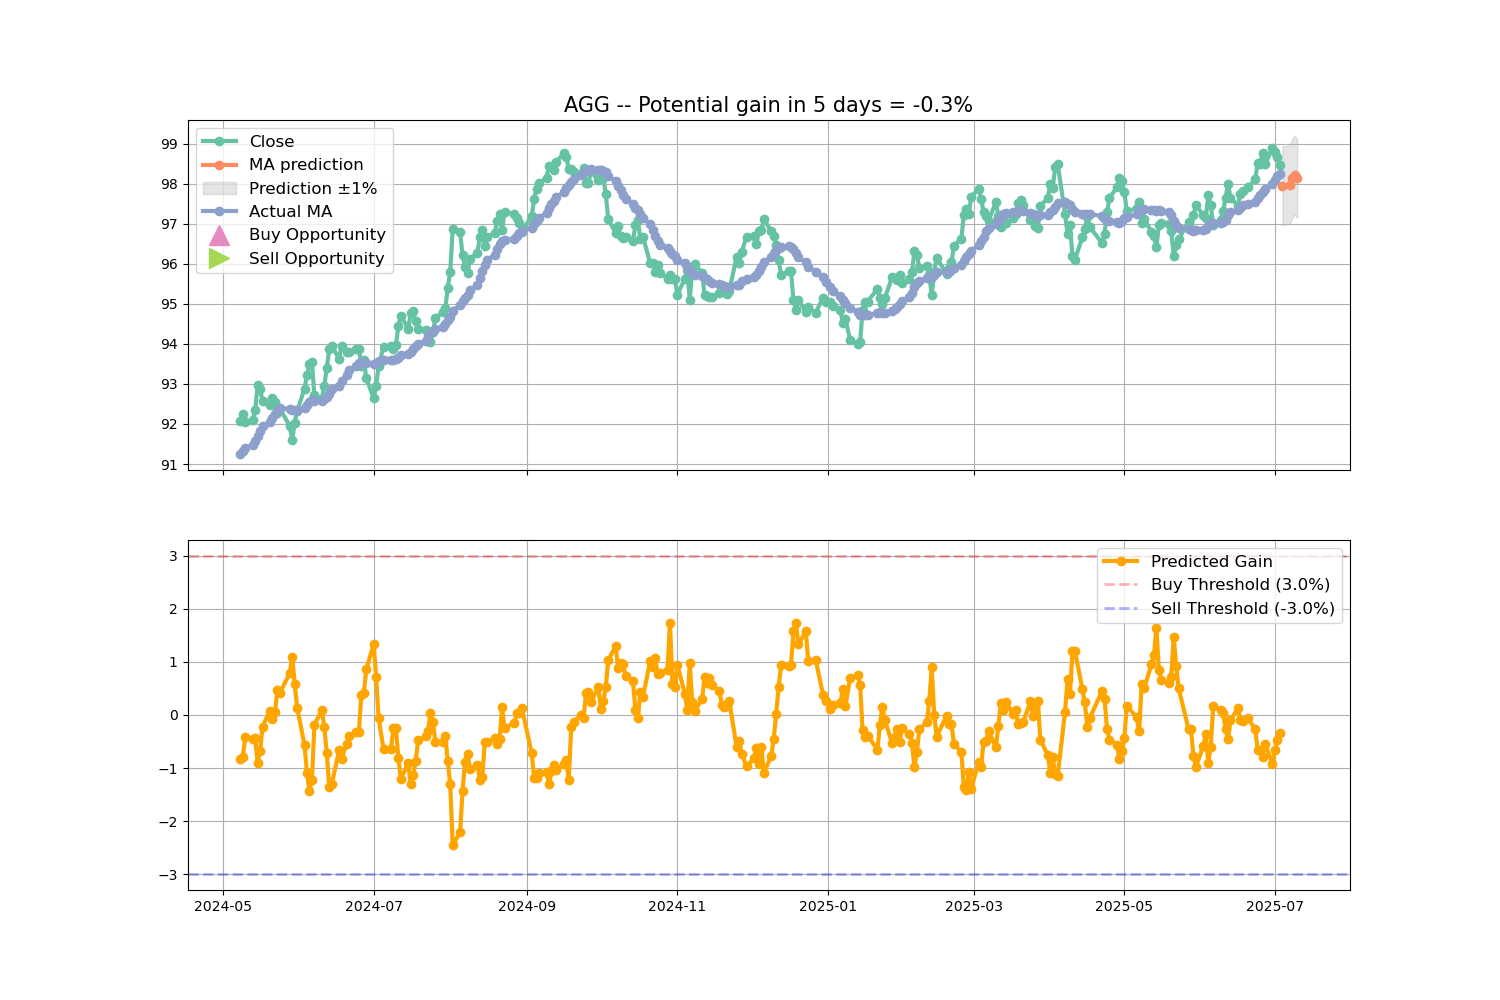 AGG -- Potential gain in 5 days = -0.3%
99
98
97
96
95
94
93
92
91
Close
MA prediction
Prediction ±1%
Actual MA
Buy Opportunity
Sell Opportunity
3
2
1
0
−1
−2
−3
Predicted Gain
Buy Threshold (3.0%)
Sell Threshold (-3.0%)
2024-05
2024-07
2024-09
2024-11
2025-01
2025-03
2025-05
2025-07